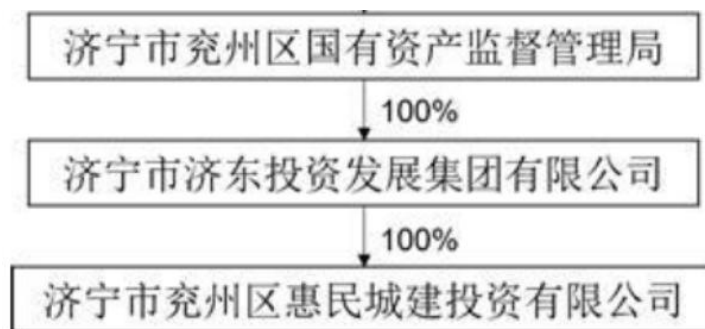 济宁市兖州区国有资产监督管理局
100%
济宁市济东投资发展集团有限公司
100%
济宁市兖州区惠民城建投资有限公司